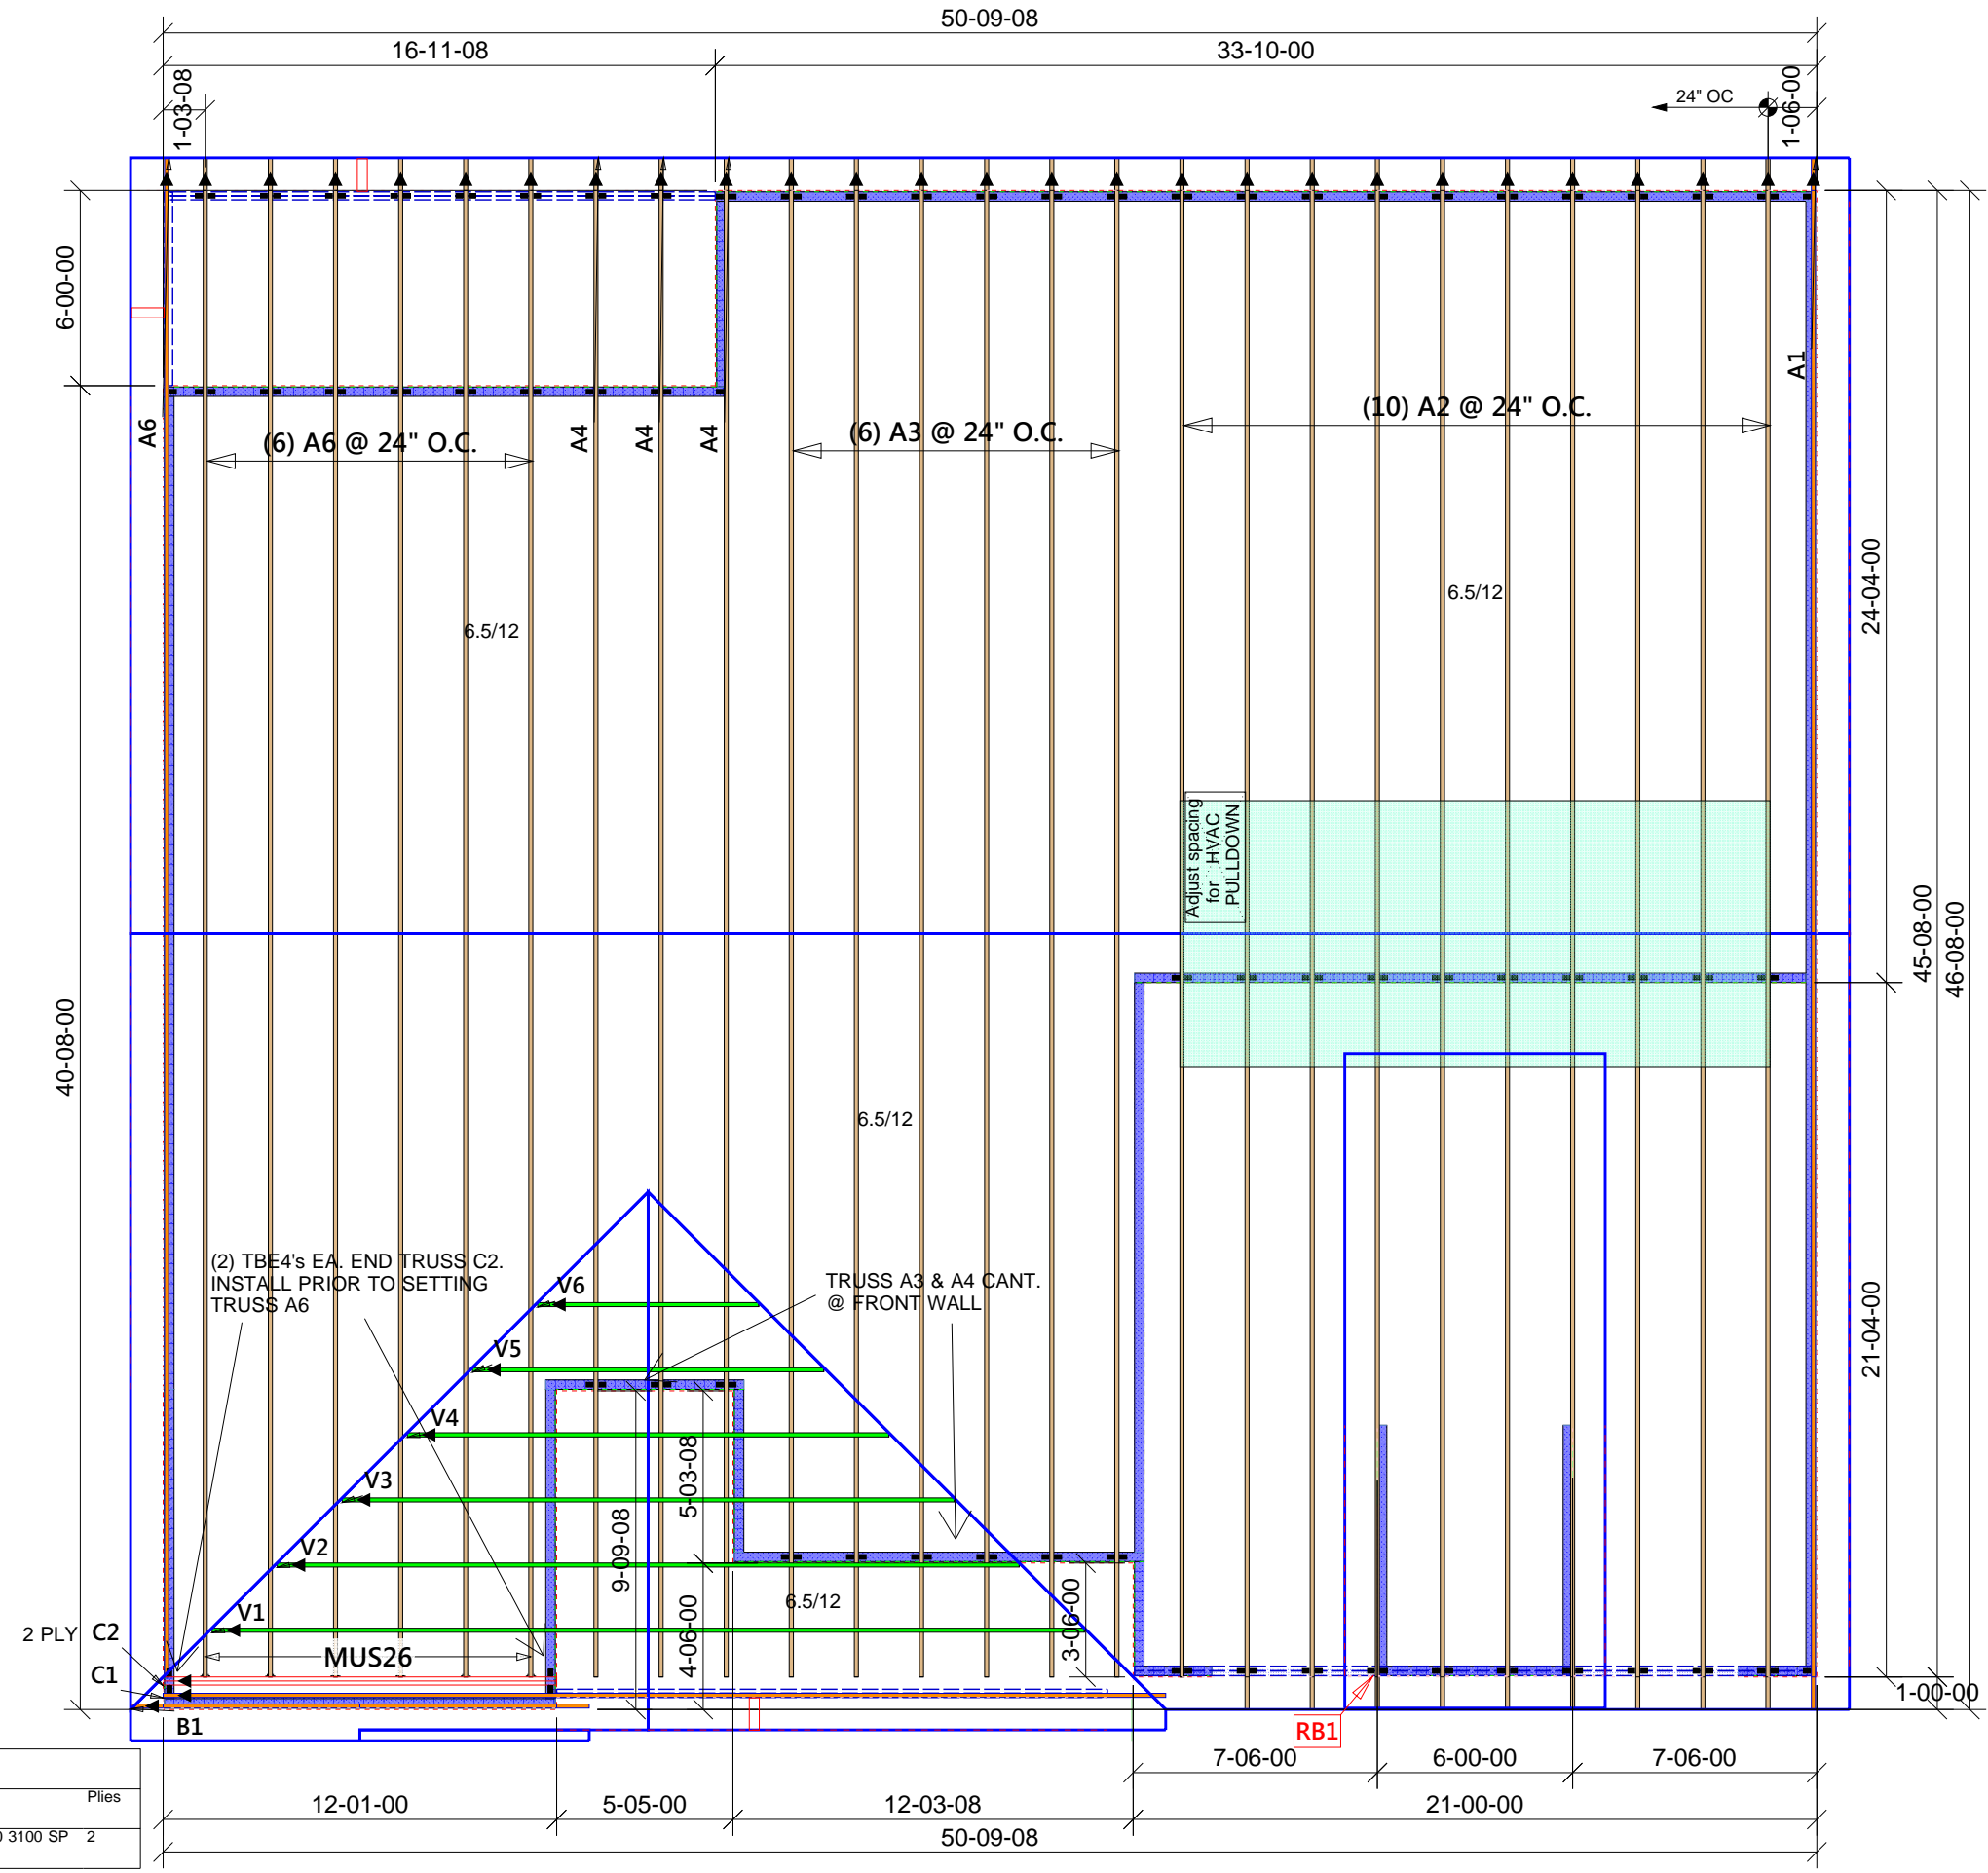 50-09-08
16-11-08
33-10-00
1-03-08
24" OC
1-06-00
6-00-00
A1
A6
(6) A6 @ 24" O.C.
A4
A4
A4
(6) A3 @ 24" O.C.
(10) A2 @ 24" O.C.
24-04-00
6.5/12
6.5/12
Adjust spacing
for HVAC
PULLDOWN
45-08-00
46-08-00
40-08-00
6.5/12
(2) TBE4's EA. END TRUSS C2.
INSTALL PRIOR TO SETTING
TRUSS A6
V6
TRUSS A3 & A4 CANT.
@ FRONT WALL
21-04-00
V5
V4
5-03-08
V3
9-09-08
V2
6.5/12
3-06-00
V1
4-06-00
2 PLY C2
MUS26
C1
1-00-00
B1
RB1
7-06-00
6-00-00
7-06-00
Plies
12-01-00
5-05-00
12-03-08
21-00-00
3100 SP 2
50-09-08